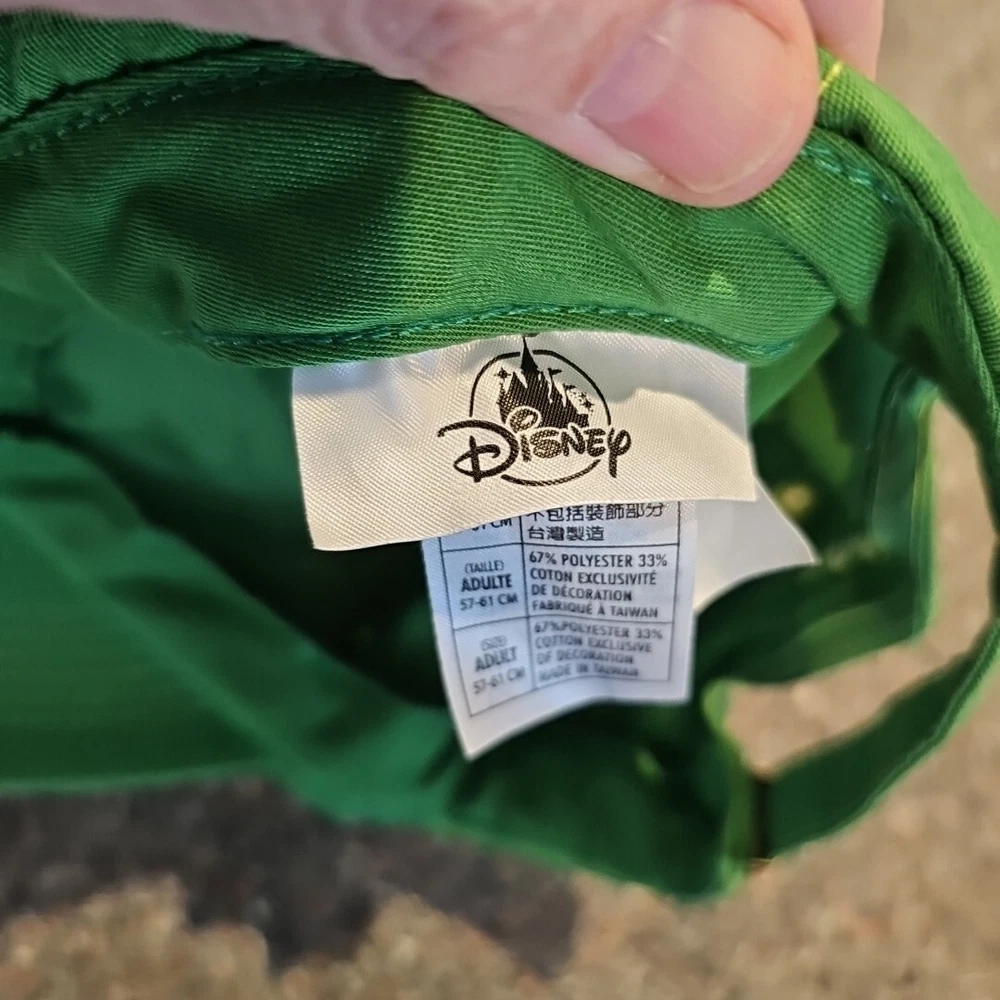 Disney
CM
不包括裝飾部分
台灣製造
(TAILLE)
ADULTE
57-61 CM
67% POLYESTER 33%
COTON EXCLUSIVITÉ
DE DÉCORATION
FABRIQUÉ À TAIWAN
(SIZE)
ADULT
57-61 CM
67%POLYESTER 33%
COTTON EXCLUSIVE
OF DECORATION
MADE IN TAIWAN